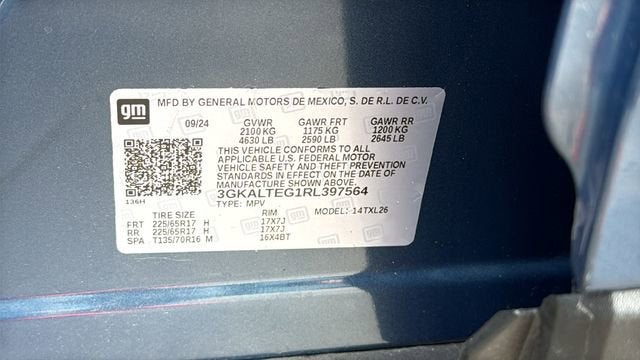 gm MFD BY GENERAL MOTORS DE MEXICO, S. DE R.L. DE C.V.
09/24 GVWR GAWR FRT GAWR RR
2100 KG 1175 KG 1200 KG
4630 LB 2590 LB 2645 LB
THIS VEHICLE CONFORMS TO ALL
APPLICABLE U.S. FEDERAL MOTOR
VEHICLE SAFETY AND THEFT PREVENTION
STANDARDS IN EFFECT ON THE DATE OF
MANUFACTURE SHOWN ABOVE.
136H 3GKALTEG1RL397564
TYPE: MPV MODEL: 14TXL26
TIRE SIZE RIM
FRT 225/65R17 H 17X7J
RR 225/65R17 H 17X7J
SPA T135/70R16 M 16X4BT